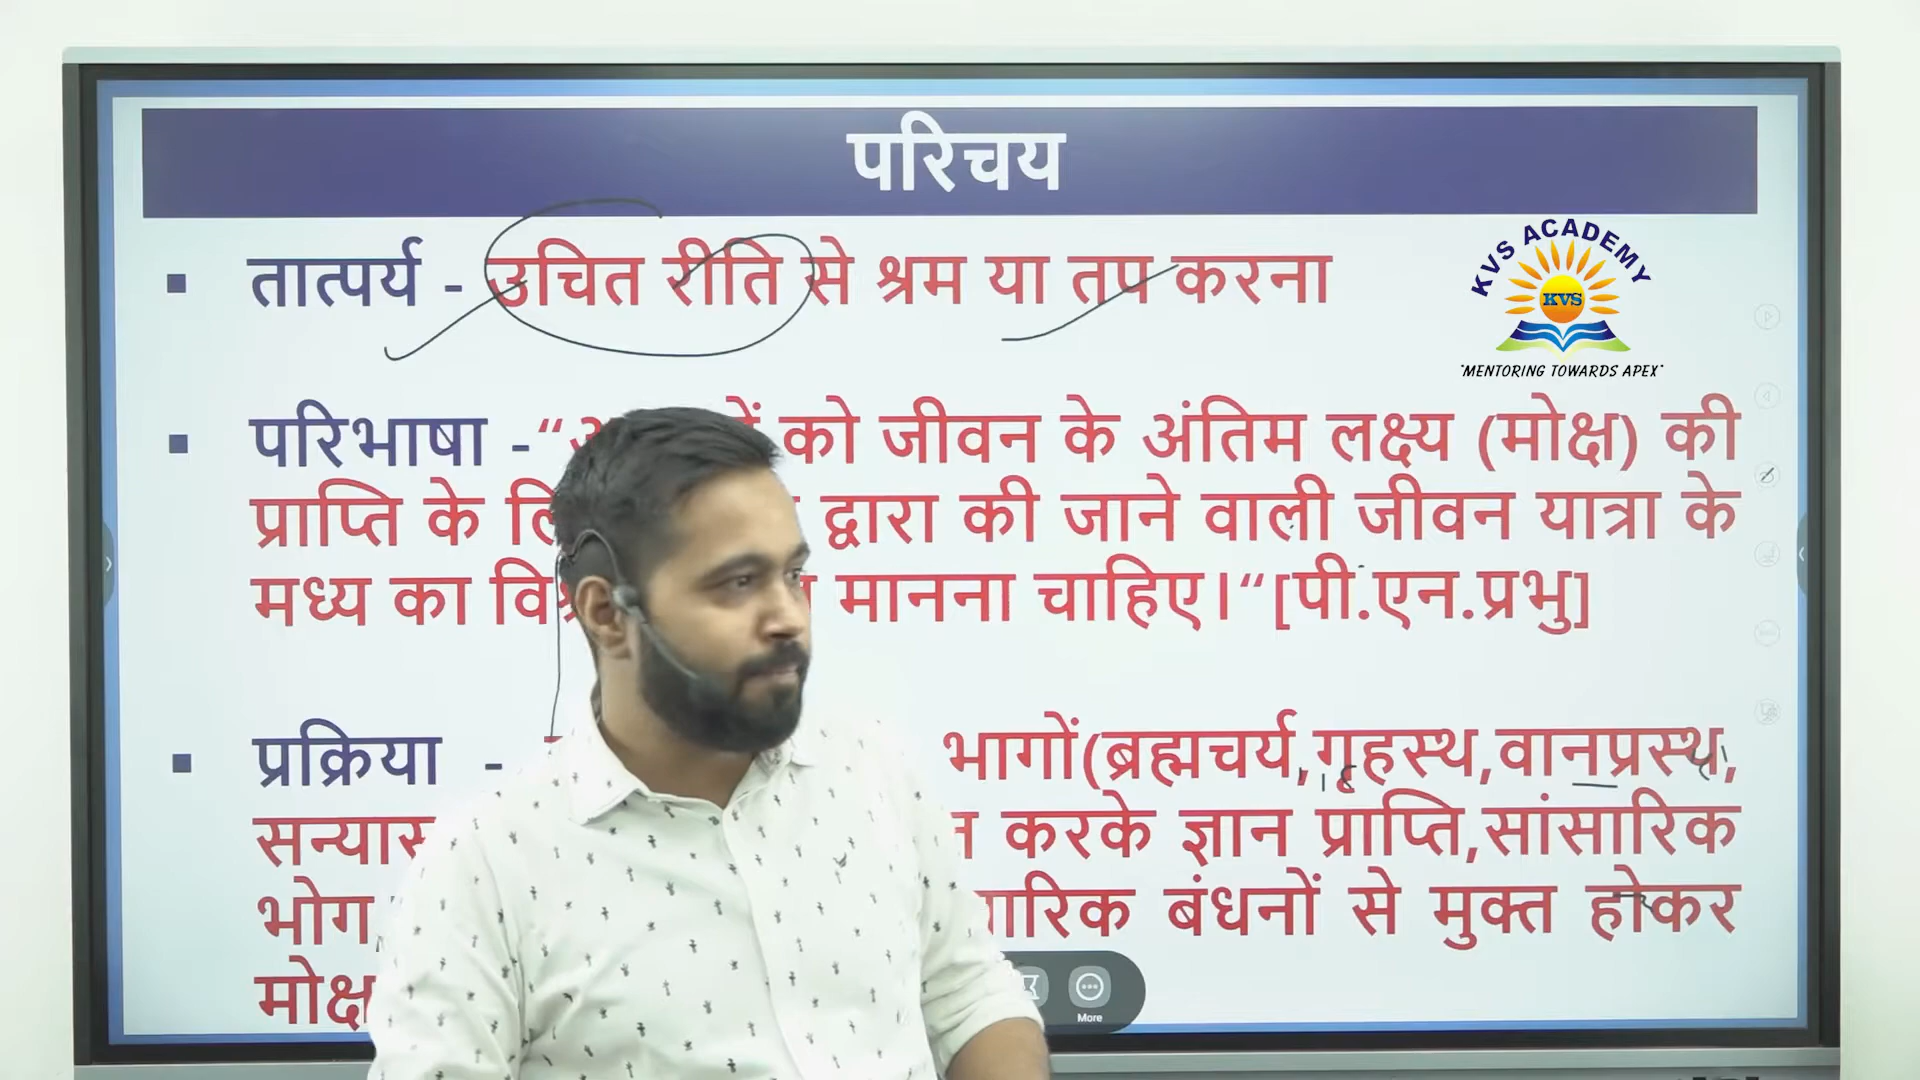 परिचय
तात्पर्य - उचित रीति से श्रम या तप करना
KVS ACADEMY
KVS
"MENTORING TOWARDS APEX"
परिभाषा -“ को जीवन के अंतिम लक्ष्य (मोक्ष) की
प्राप्ति के द्वारा की जाने वाली जीवन यात्रा के
मध्य का मानना चाहिए।“[पी.एन.प्रभु]
प्रक्रिया - भागों(ब्रह्मचर्य,गृहस्थ,वानप्रस्थ,
करके ज्ञान प्राप्ति,सांसारिक
बंधनों से मुक्त होकर
मोक्ष
More